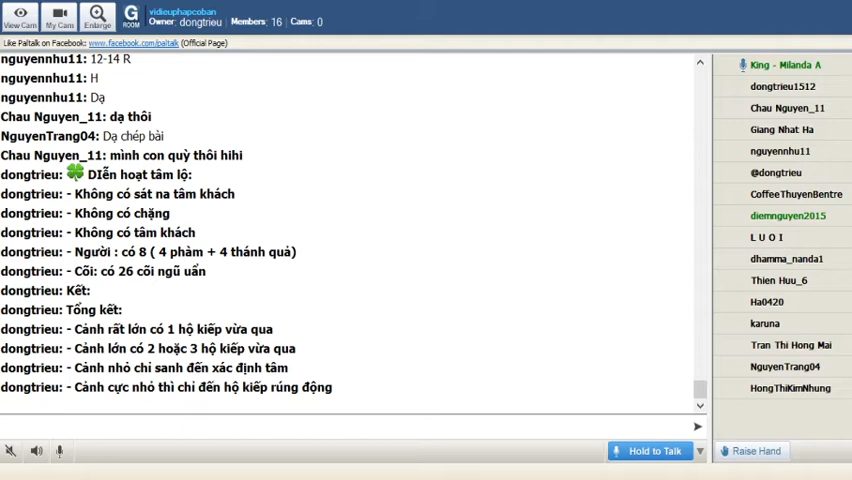 View Cam
My Cam
Enlarge
G
ROOM
vidieuphapcoban
Owner: dongtrieu Members: 16 Cams: 0
Like Paltalk on Facebook: www.facebook.com/paltalk (Official Page)
nguyennhu11: 12-14 R
nguyennhu11: H
nguyennhu11: Dạ
Chau Nguyen_11: dạ thôi
NguyenTrang04: Dạ chép bài
Chau Nguyen_11: mình con quỳ thôi hihi
dongtrieu: 🍀 DIễn hoạt tâm lộ:
dongtrieu: - Không có sát na tâm khách
dongtrieu: - Không có chặng
dongtrieu: - Không có tâm khách
dongtrieu: - Người : có 8 ( 4 phàm + 4 thánh quả)
dongtrieu: - Cõi: có 26 cõi ngũ uẩn
dongtrieu: Kết:
dongtrieu: Tổng kết:
dongtrieu: - Cảnh rất lớn có 1 hộ kiếp vừa qua
dongtrieu: - Cảnh lớn có 2 hoặc 3 hộ kiếp vừa qua
dongtrieu: - Cảnh nhỏ chỉ sanh đến xác định tâm
dongtrieu: - Cảnh cực nhỏ thì chỉ đến hộ kiếp rúng động
King - Milanda A
dongtrieu1512
Chau Nguyen_11
Giang Nhat Ha
nguyennhu11
@dongtrieu
CoffeeThuyenBentre
diemnguyen2015
L U O I
dhamma_nanda1
Thien Huu_6
Ha0420
karuna
Tran Thi Hong Mai
NguyenTrang04
HongThiKimNhung
Hold to Talk
Raise Hand